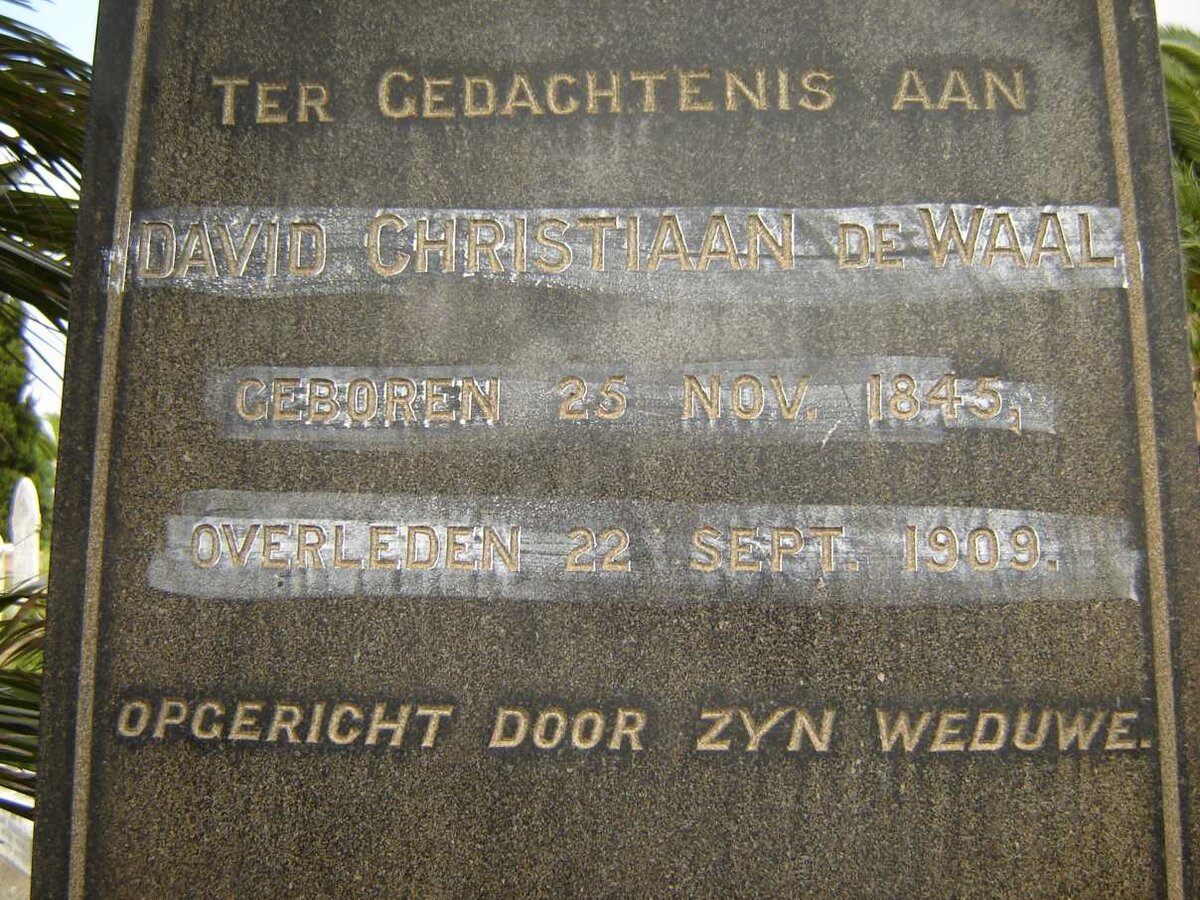 TER GEDACHTENIS AAN
DAVID CHRISTIAAN DE WAAL
GEBOREN 25 NOV. 1845,
OVERLEDEN 22 SEPT. 1909.
OPGERICHT DOOR ZYN WEDUWE.